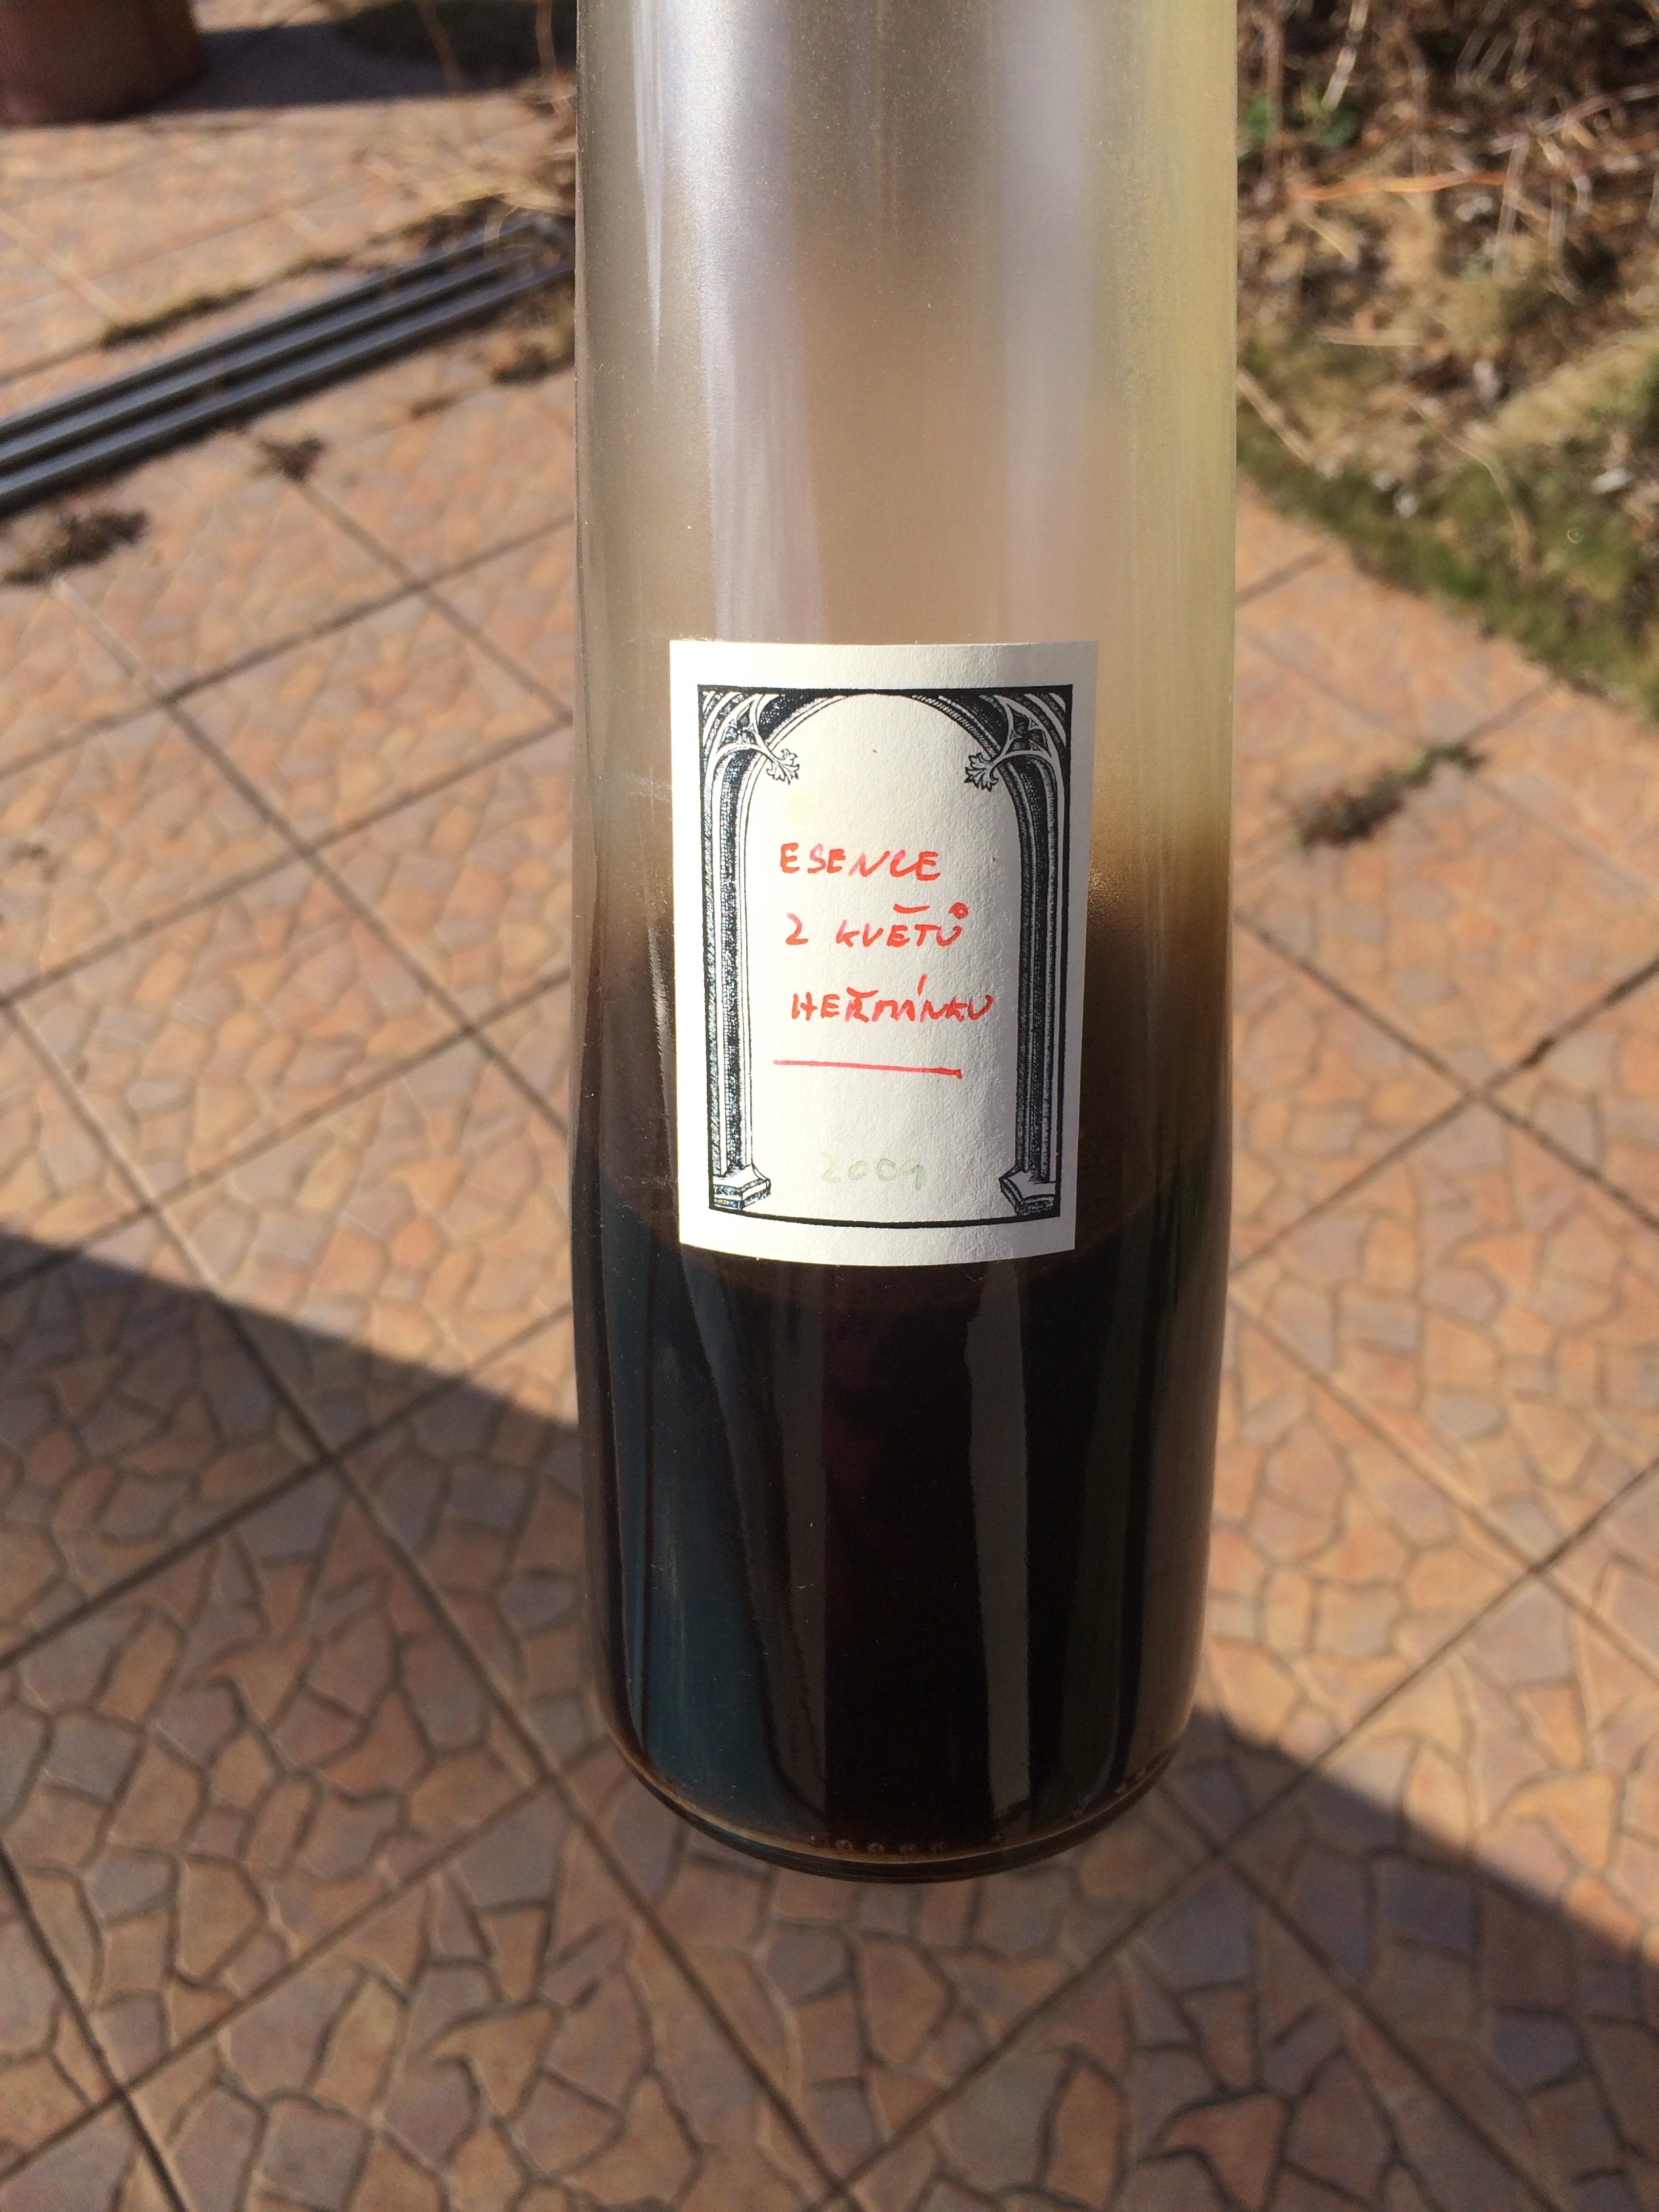 ESENCE
Z KVĚTŮ
HEŘMÁNKU
2009